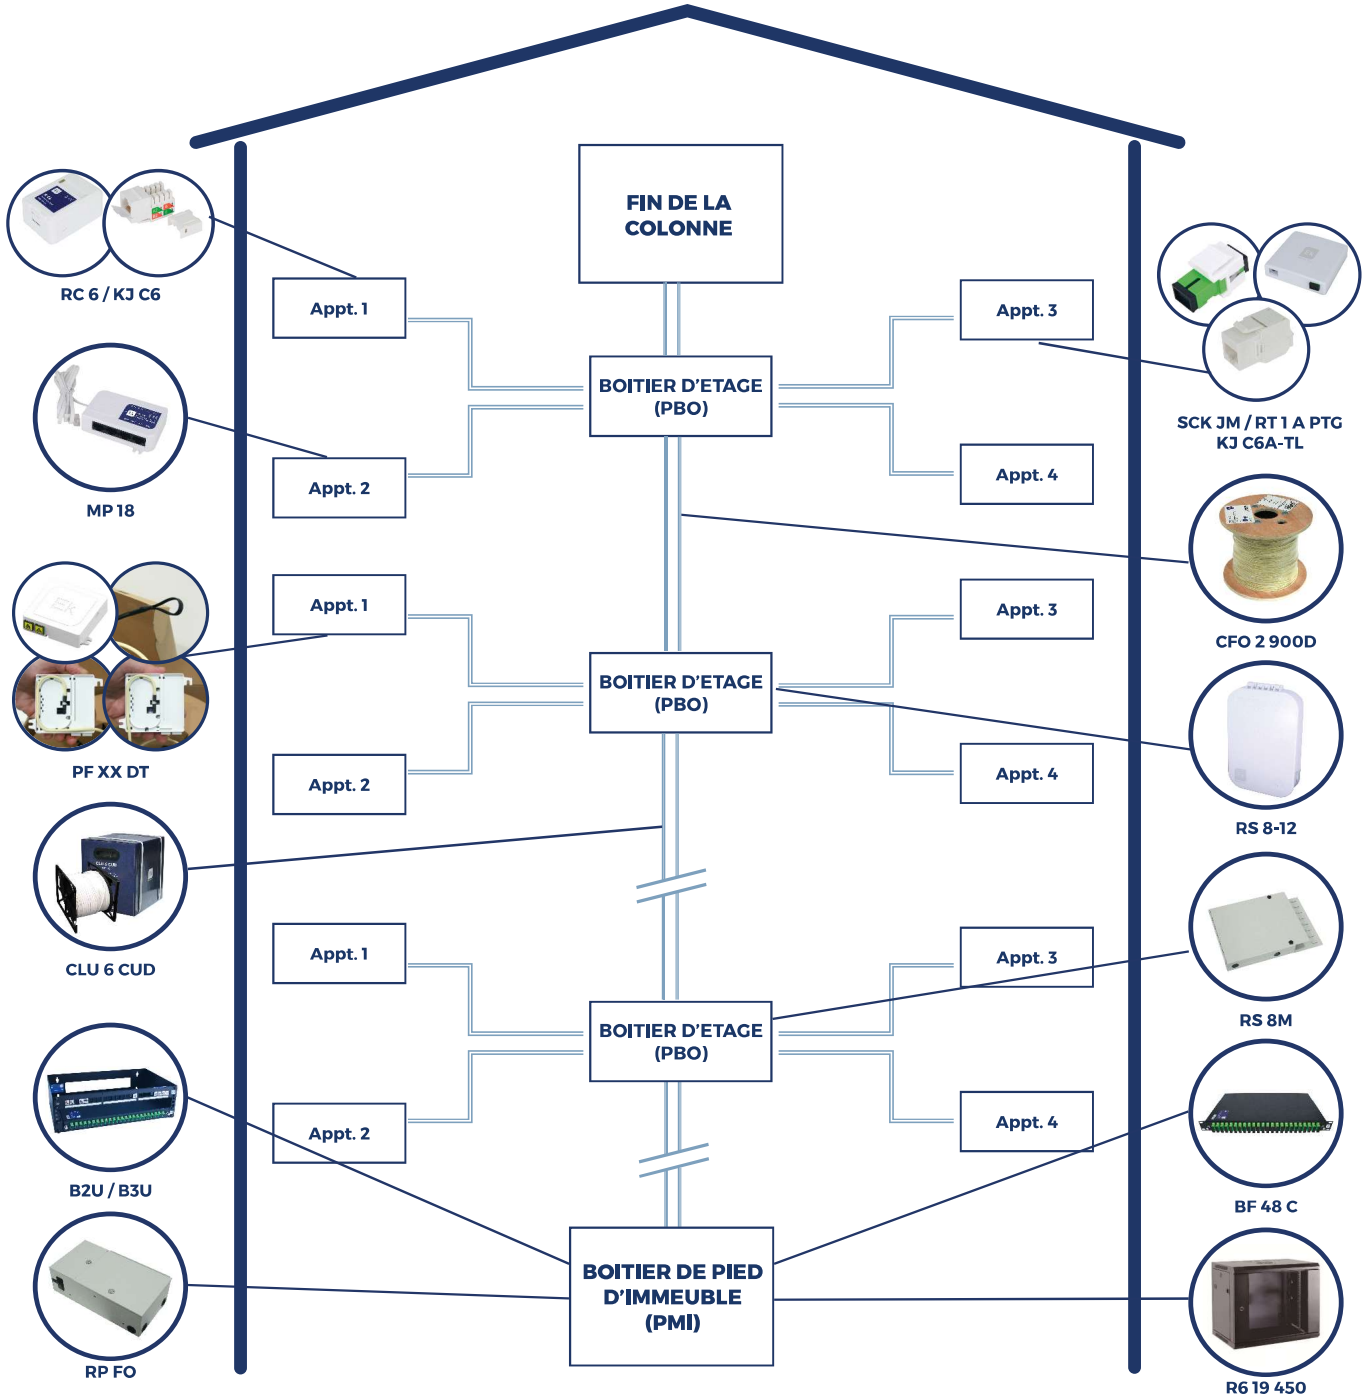 FIN DE LA
COLONNE
RC 6 / KJ C6
Appt. 1
Appt. 3
BOITIER D'ETAGE
(PBO)
SCK JM / RT 1 A PTG
KJ C6A-TL
MP 18
Appt. 2
Appt. 4
CFO 2 900D
Appt. 1
Appt. 3
BOITIER D'ETAGE
(PBO)
PF XX DT
Appt. 2
Appt. 4
RS 8-12
CLU 6 CUD
CLU 6 CUD
Appt. 1
Appt. 3
RS 8M
BOITIER D'ETAGE
(PBO)
Appt. 2
Appt. 4
B2U / B3U
BF 48 C
BOITIER DE PIED
D'IMMEUBLE
(PMI)
RP FO
R6 19 450